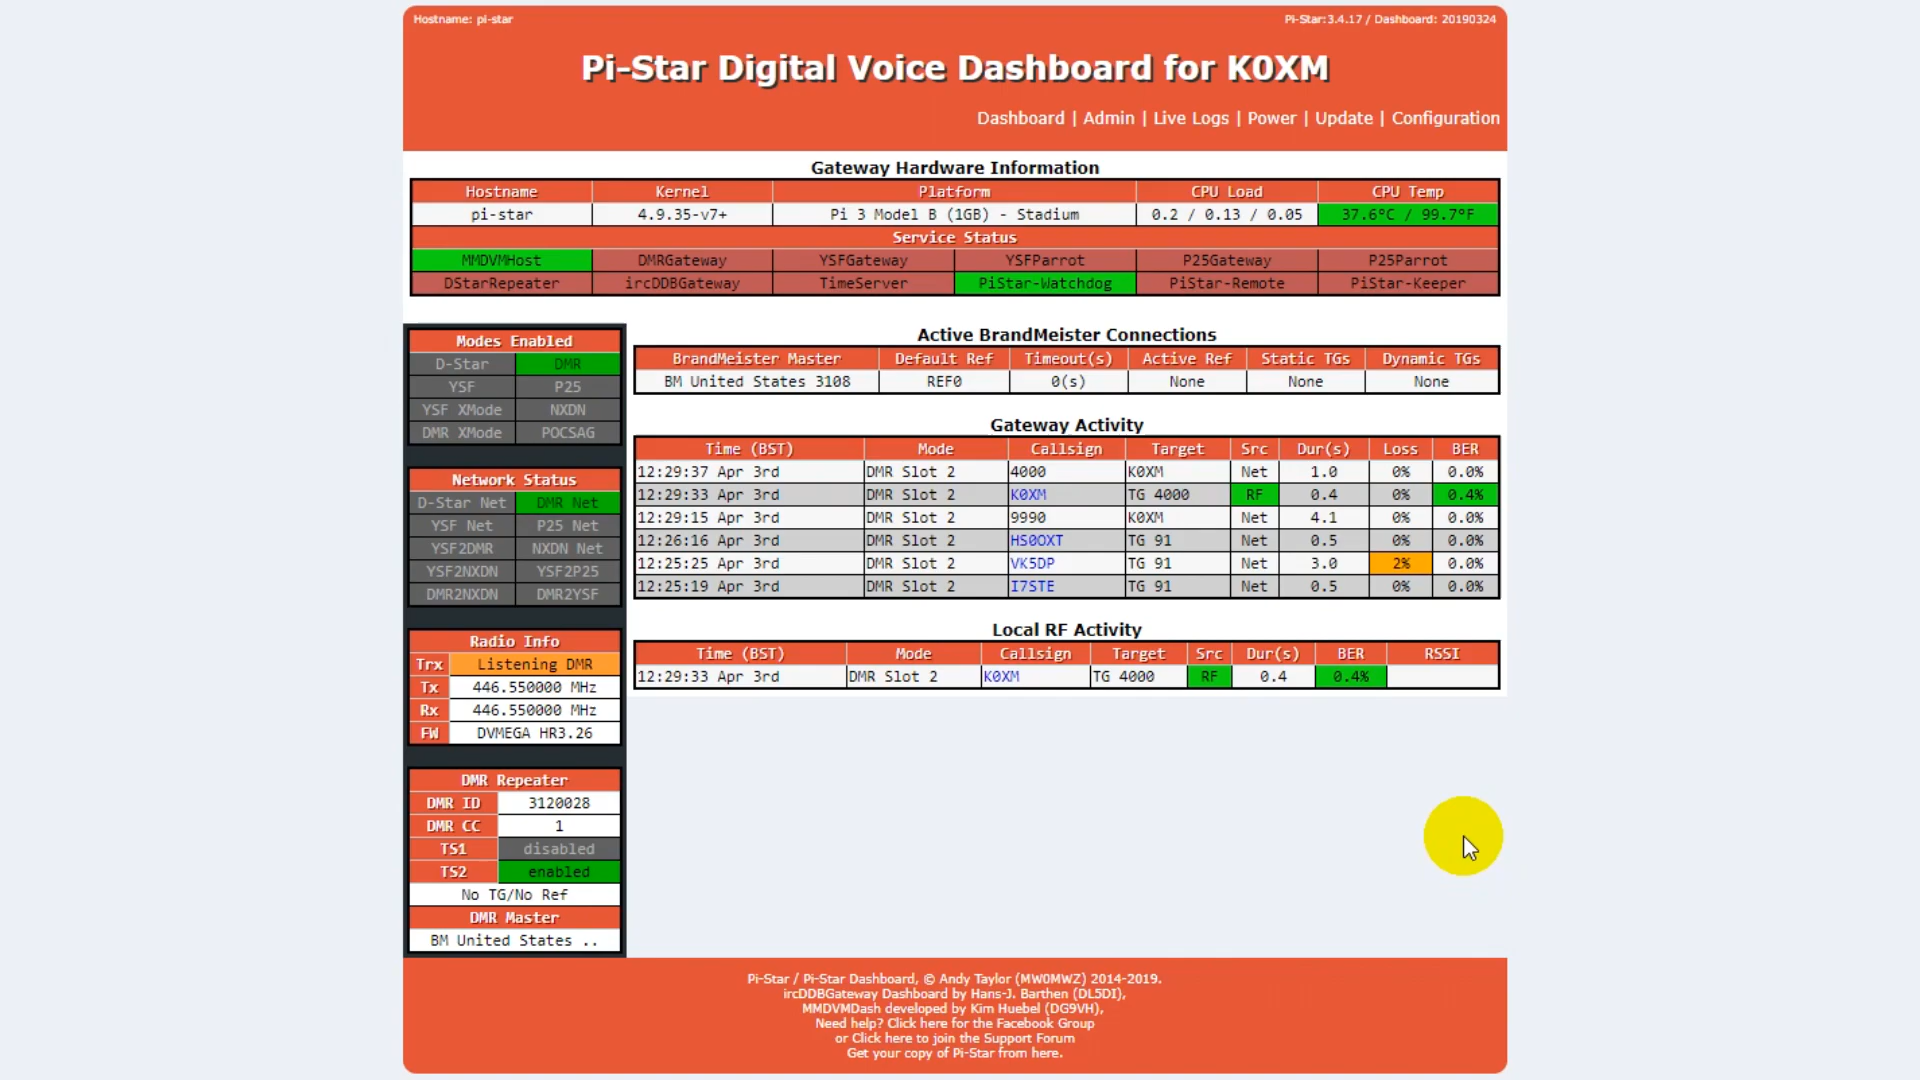 Hostname: pi-star
Pi-Star:3.4.17 / Dashboard: 20190324
Pi-Star Digital Voice Dashboard for K0XM
Dashboard | Admin | Live Logs | Power | Update | Configuration
Gateway Hardware Information
Hostname Kernel Platform CPU Load CPU Temp
pi-star 4.9.35-v7+ Pi 3 Model B (1GB) - Stadium 0.2 / 0.13 / 0.05 37.6°C / 99.7°F
Service Status
MMDVMHost DMRGateway YSFGateway YSFParrot P25Gateway P25Parrot
DStarRepeater ircDDBGateway TimeServer PiStar-Watchdog PiStar-Remote PiStar-Keeper
Modes Enabled
D-Star DMR
YSF P25
YSF XMode NXDN
DMR XMode POCSAG
Network Status
D-Star Net DMR Net
YSF Net P25 Net
YSF2DMR NXDN Net
YSF2NXDN YSF2P25
DMR2NXDN DMR2YSF
Radio Info
Trx Listening DMR
Tx 446.550000 MHz
Rx 446.550000 MHz
FW DVMEGA HR3.26
DMR Repeater
DMR ID 3120028
DMR CC 1
TS1 disabled
TS2 enabled
No TG/No Ref
DMR Master
BM United States ..
Active BrandMeister Connections
BrandMeister Master Default Ref Timeout(s) Active Ref Static TGs Dynamic TGs
BM United States 3108 REF0 0(s) None None None
Gateway Activity
Time (BST) Mode Callsign Target Src Dur(s) Loss BER
12:29:37 Apr 3rd DMR Slot 2 4000 K0XM Net 1.0 0% 0.0%
12:29:33 Apr 3rd DMR Slot 2 K0XM TG 4000 RF 0.4 0% 0.4%
12:29:15 Apr 3rd DMR Slot 2 9990 K0XM Net 4.1 0% 0.0%
12:26:16 Apr 3rd DMR Slot 2 HS0OXT TG 91 Net 0.5 0% 0.0%
12:25:25 Apr 3rd DMR Slot 2 VK5DP TG 91 Net 3.0 2% 0.0%
12:25:19 Apr 3rd DMR Slot 2 I7STE TG 91 Net 0.5 0% 0.0%
Local RF Activity
Time (BST) Mode Callsign Target Src Dur(s) BER RSSI
12:29:33 Apr 3rd DMR Slot 2 K0XM TG 4000 RF 0.4 0.4%
Pi-Star / Pi-Star Dashboard, © Andy Taylor (MW0MWZ) 2014-2019.
ircDDBGateway Dashboard by Hans-J. Barthen (DL5DI),
MMDVMDash developed by Kim Huebel (DG9VH),
Need help? Click here for the Facebook Group
or Click here to join the Support Forum
Get your copy of Pi-Star from here.